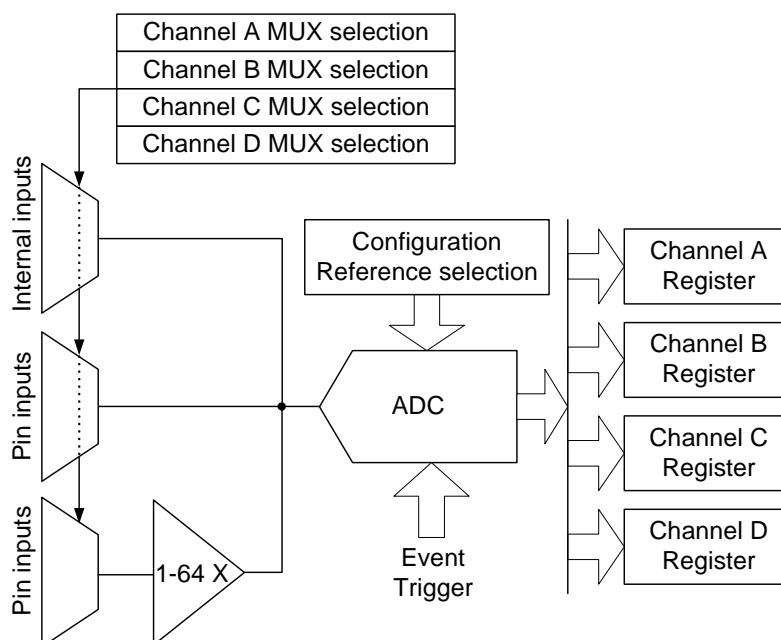 Channel A MUX selection
Channel B MUX selection
Channel C MUX selection
Channel D MUX selection
Internal inputs
Pin inputs
Pin inputs
1-64 X
Configuration
Reference selection
ADC
Event
Trigger
Channel A
Register
Channel B
Register
Channel C
Register
Channel D
Register